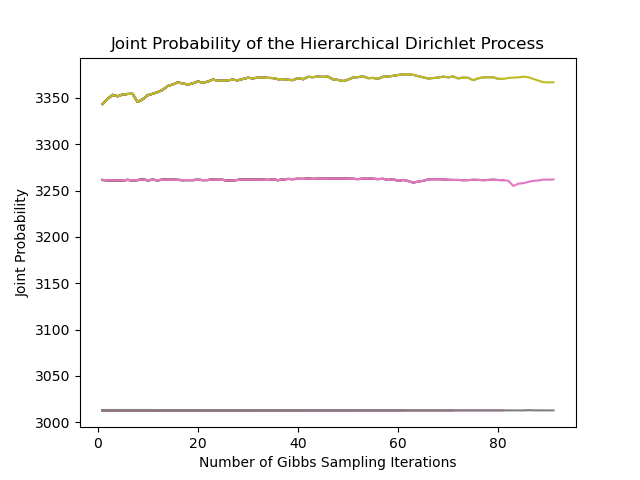 Joint Probability of the Hierarchical Dirichlet Process
3350
3300
3250
3200
3150
3100
3050
3000
Joint Probability
0 20 40 60 80
Number of Gibbs Sampling Iterations